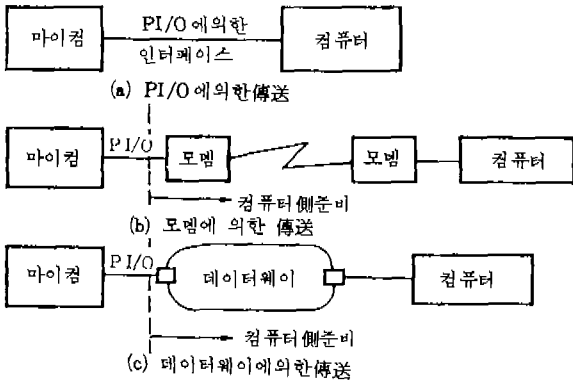 마이컴
PI/O에의한
인터페이스
컴퓨터
(a) PI/O에의한傳送
마이컴
PI/O
모뎀
모뎀
컴퓨터
컴퓨터側준비
(b) 모뎀에 의한 傳送
마이컴
PI/O
데이터웨이
컴퓨터
컴퓨터側준비
(c) 데이터웨이에의한傳送